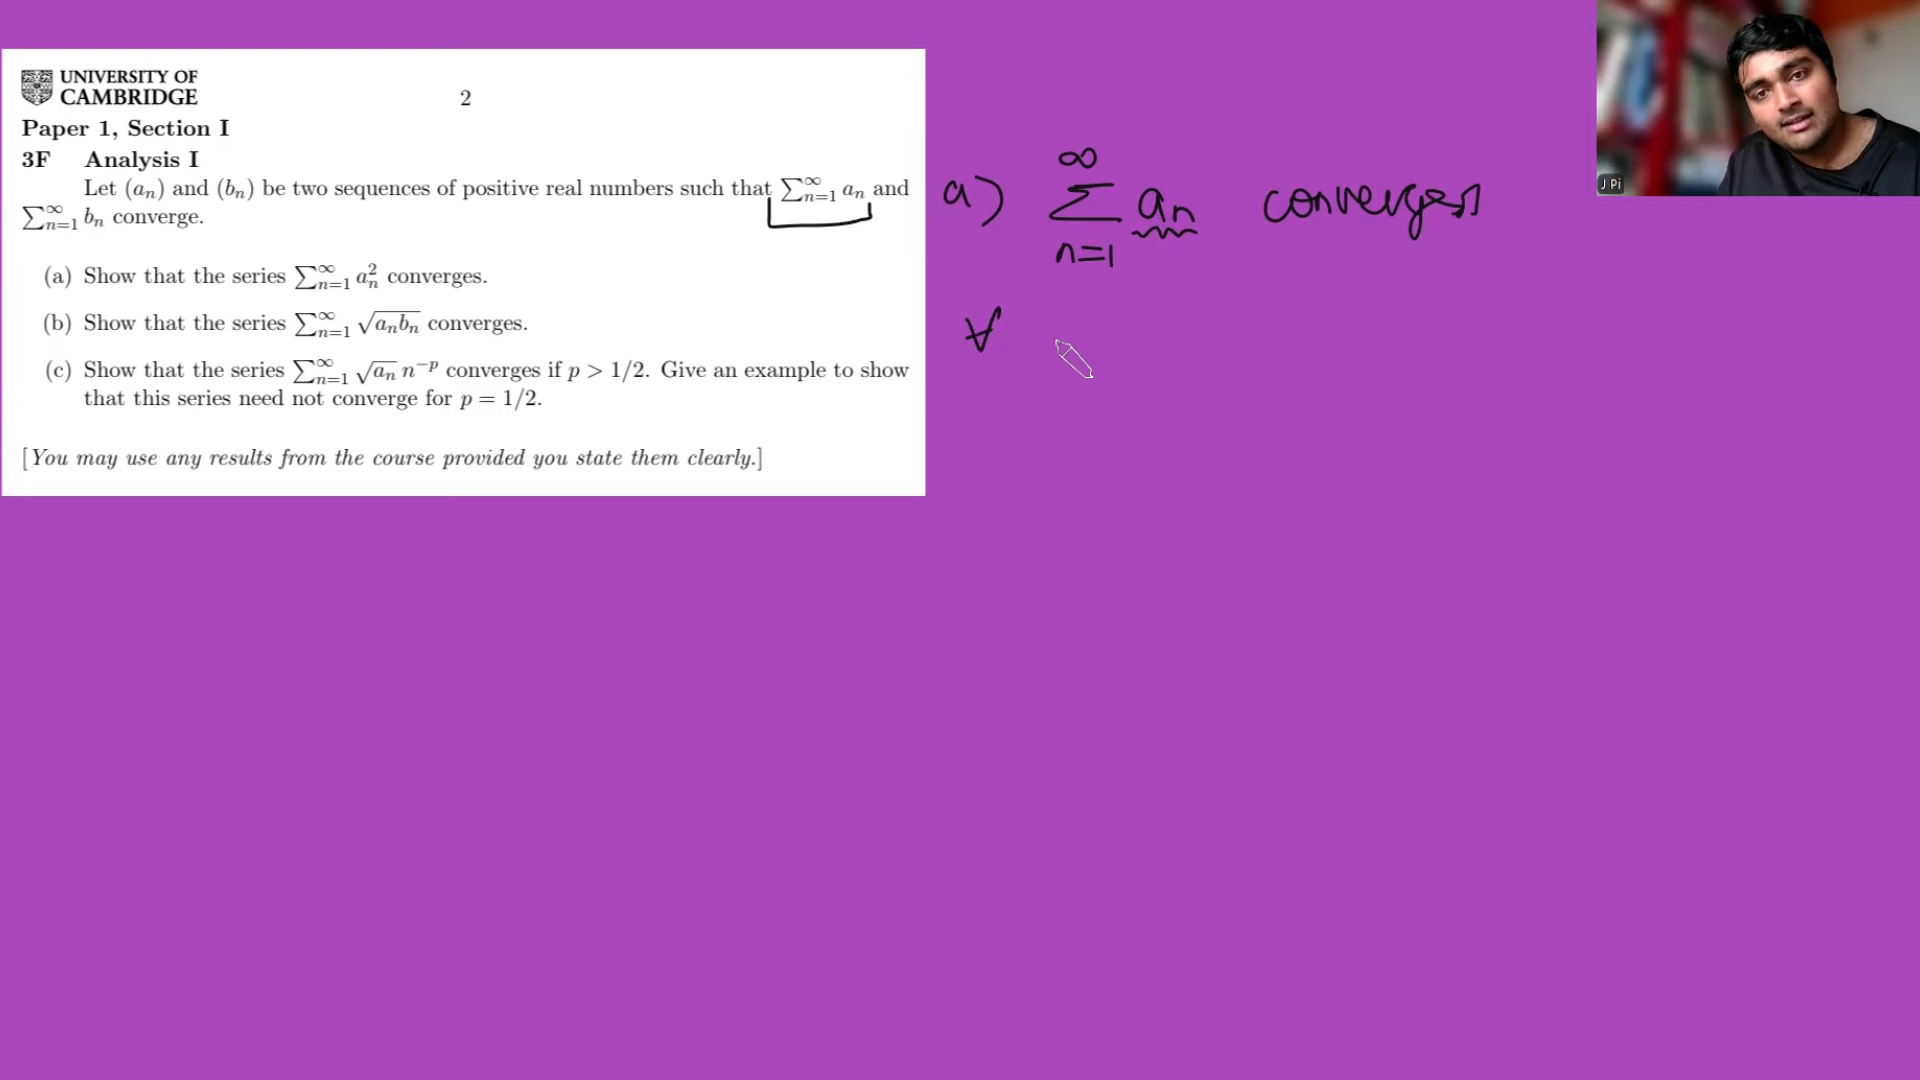 UNIVERSITY OF
CAMBRIDGE
2
Paper 1, Section I
3F Analysis I
Let (aₙ) and (bₙ) be two sequences of positive real numbers such that ∑ₙ₌₁^∞ aₙ and
∑ₙ₌₁^∞ bₙ converge.
(a) Show that the series ∑ₙ₌₁^∞ aₙ² converges.
(b) Show that the series ∑ₙ₌₁^∞ √(aₙbₙ) converges.
(c) Show that the series ∑ₙ₌₁^∞ √aₙ n⁻ᵖ converges if p > 1/2. Give an example to show
that this series need not converge for p = 1/2.
[You may use any results from the course provided you state them clearly.]
a) ∑ₙ₌₁^∞ aₙ converges
∀
J Pi